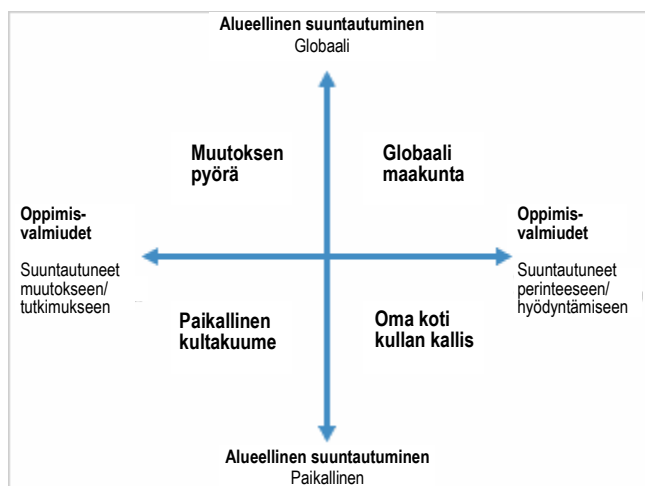 Alueellinen suuntautuminen
Globaali
Muutoksen
pyörä
Globaali
maakunta
Oppimis-
valmiudet
Suuntautuneet
muutokseen/
tutkimukseen
Oppimis-
valmiudet
Suuntautuneet
perinteeseen/
hyödyntämiseen
Paikallinen
kultakuume
Oma koti
kullan kallis
Alueellinen suuntautuminen
Paikallinen